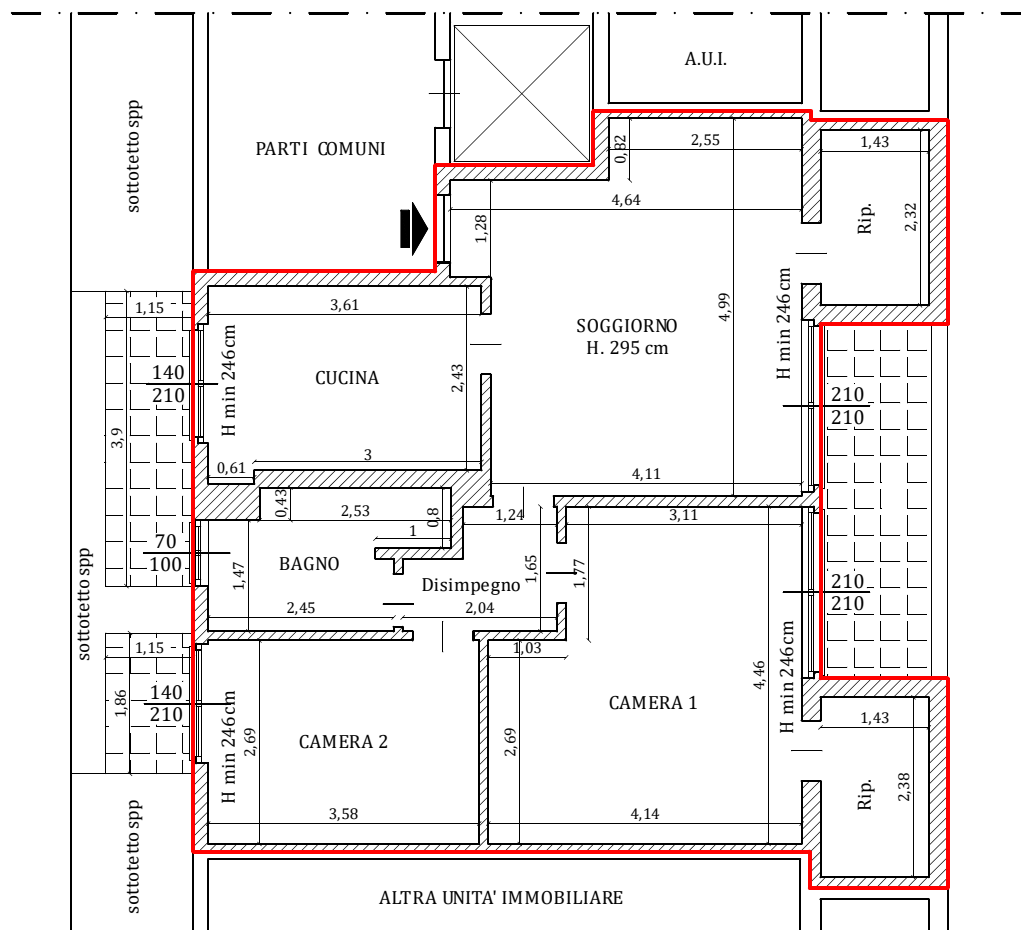 A.U.I.
sottotetto spp
PARTI COMUNI
0,82
2,55
1,43
4,64
Rip.
2,32
1,28
1,15
3,61
H min 246 cm
4,99
SOGGIORNO
H. 295 cm
H min 246 cm
CUCINA
2,43
140
210
210
210
3,9
3
0,61
4,11
0,43
2,53
0,8
1,24
3,11
1
70
100
BAGNO
1,47
Disimpegno
1,65
1,77
sottotetto spp
210
210
2,45
2,04
1,15
1,03
4,46
H min 246 cm
140
210
1,86
H min 246 cm
2,69
CAMERA 2
2,69
CAMERA 1
1,43
Rip.
2,38
3,58
4,14
sottotetto spp
ALTRA UNITA' IMMOBILIARE